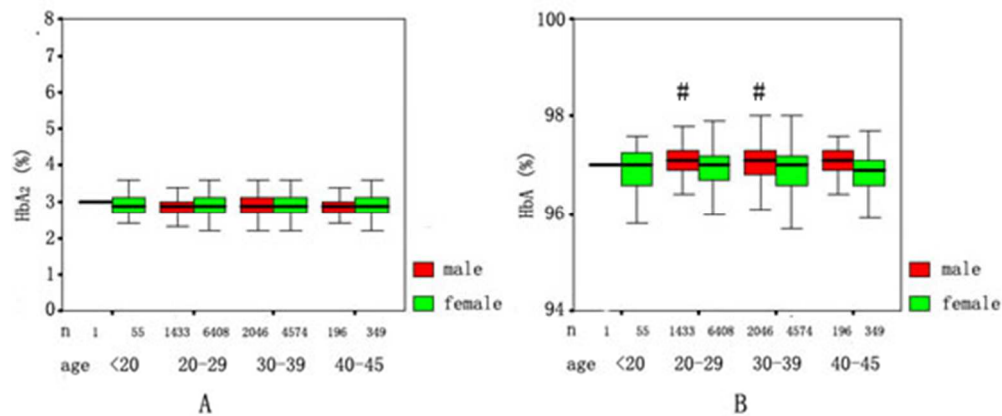 8
7
6
5
4
3
2
1
0
HbA2 (%)
n 1 55 1433 6408 2046 4574 196 349
age <20 20-29 30-39 40-45
male
female
A
100
98
96
94
HbA (%)
# #
n 1 55 1433 6408 2046 4574 196 349
age <20 20-29 30-39 40-45
male
female
B